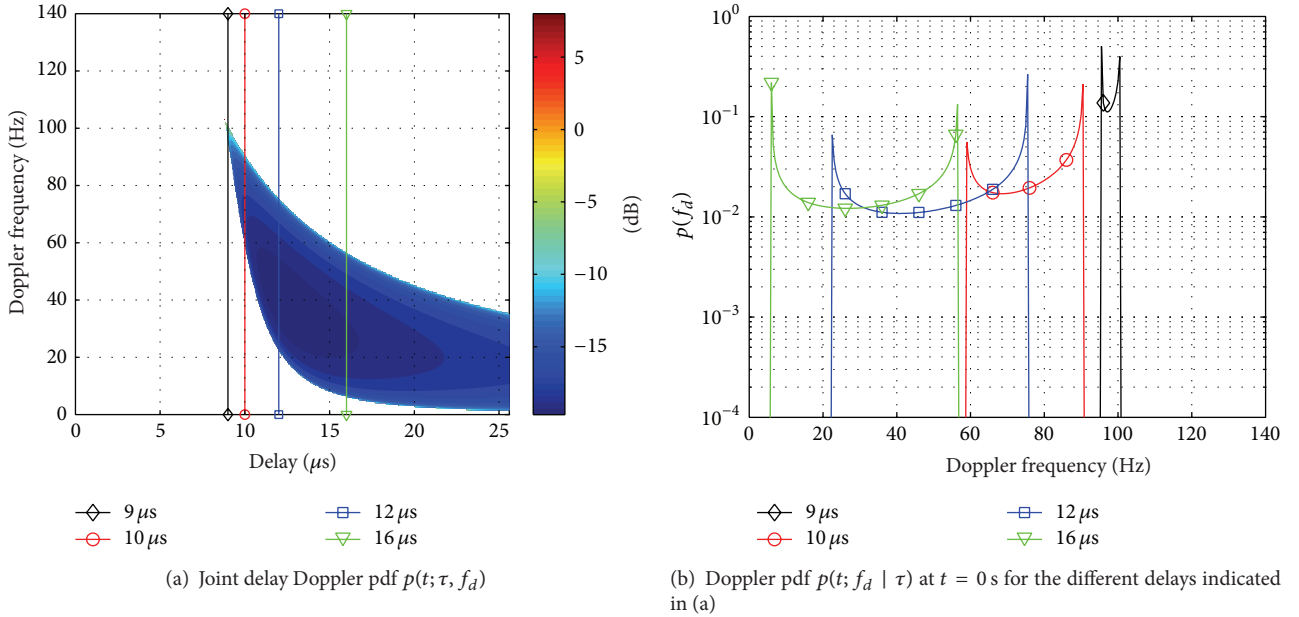 140
120
100
80
60
40
20
0
Doppler frequency (Hz)
0
5
10
15
20
25
Delay (μs)
5
0
−5
−10
−15
(dB)
9 μs
10 μs
12 μs
16 μs
(a) Joint delay Doppler pdf p(t; τ, f_d)
10^0
10^−1
10^−2
10^−3
10^−4
p(f_d)
0
20
40
60
80
100
120
140
Doppler frequency (Hz)
9 μs
10 μs
12 μs
16 μs
(b) Doppler pdf p(t; f_d | τ) at t = 0 s for the different delays indicated
in (a)